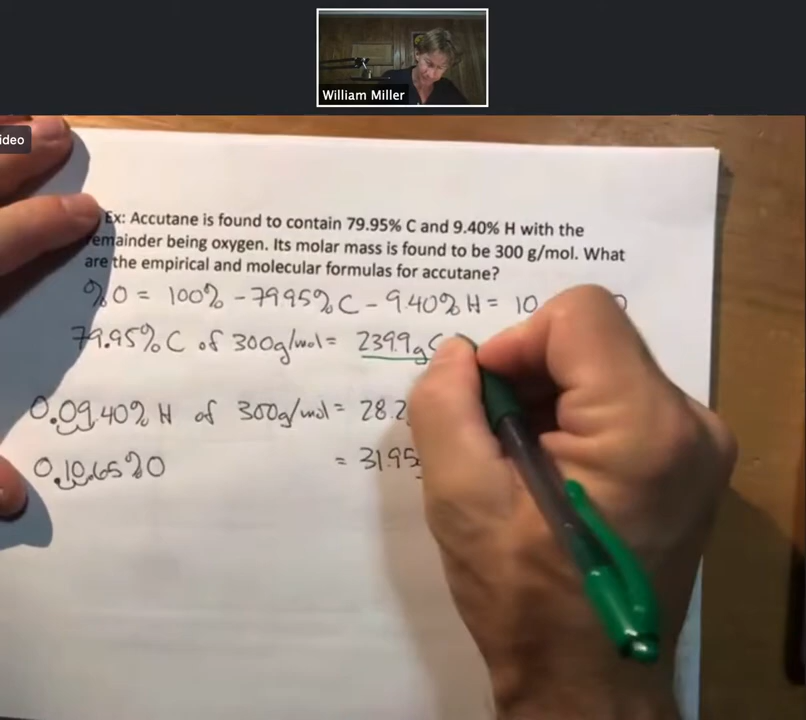 William Miller
ideo
Ex: Accutane is found to contain 79.95% C and 9.40% H with the
remainder being oxygen. Its molar mass is found to be 300 g/mol. What
are the empirical and molecular formulas for accutane?
%O = 100% - 79.95% C - 9.40% H = 10
79.95% C of 300g/mol = 239.9g C
0.09.40% H of 300g/mol = 28.2
0.10.65% O = 31.95